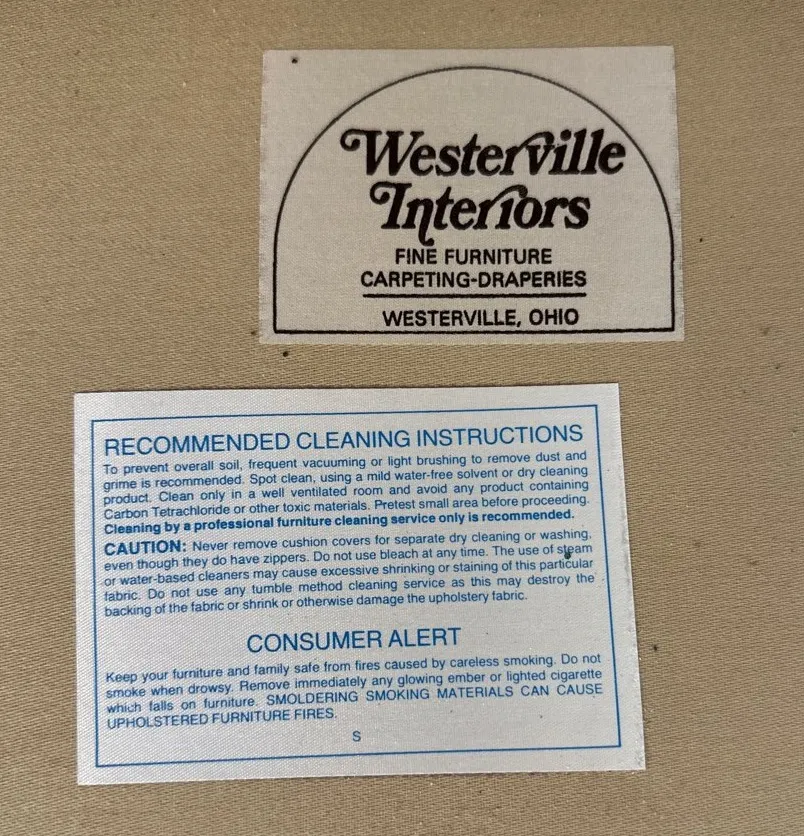 Westerville
Interiors
FINE FURNITURE
CARPETING-DRAPERIES
WESTERVILLE, OHIO
RECOMMENDED CLEANING INSTRUCTIONS
To prevent overall soil, frequent vacuuming or light brushing to remove dust and
grime is recommended. Spot clean, using a mild water-free solvent or dry cleaning
product. Clean only in a well ventilated room and avoid any product containing
Carbon Tetrachloride or other toxic materials. Pretest small area before proceeding.
Cleaning by a professional furniture cleaning service only is recommended.
CAUTION: Never remove cushion covers for separate dry cleaning or washing,
even though they do have zippers. Do not use bleach at any time. The use of steam
or water-based cleaners may cause excessive shrinking or staining of this particular
fabric. Do not use any tumble method cleaning service as this may destroy the
backing of the fabric or shrink or otherwise damage the upholstery fabric.
CONSUMER ALERT
Keep your furniture and family safe from fires caused by careless smoking. Do not
smoke when drowsy. Remove immediately any glowing ember or lighted cigarette
which falls on furniture. SMOLDERING SMOKING MATERIALS CAN CAUSE
UPHOLSTERED FURNITURE FIRES.
S